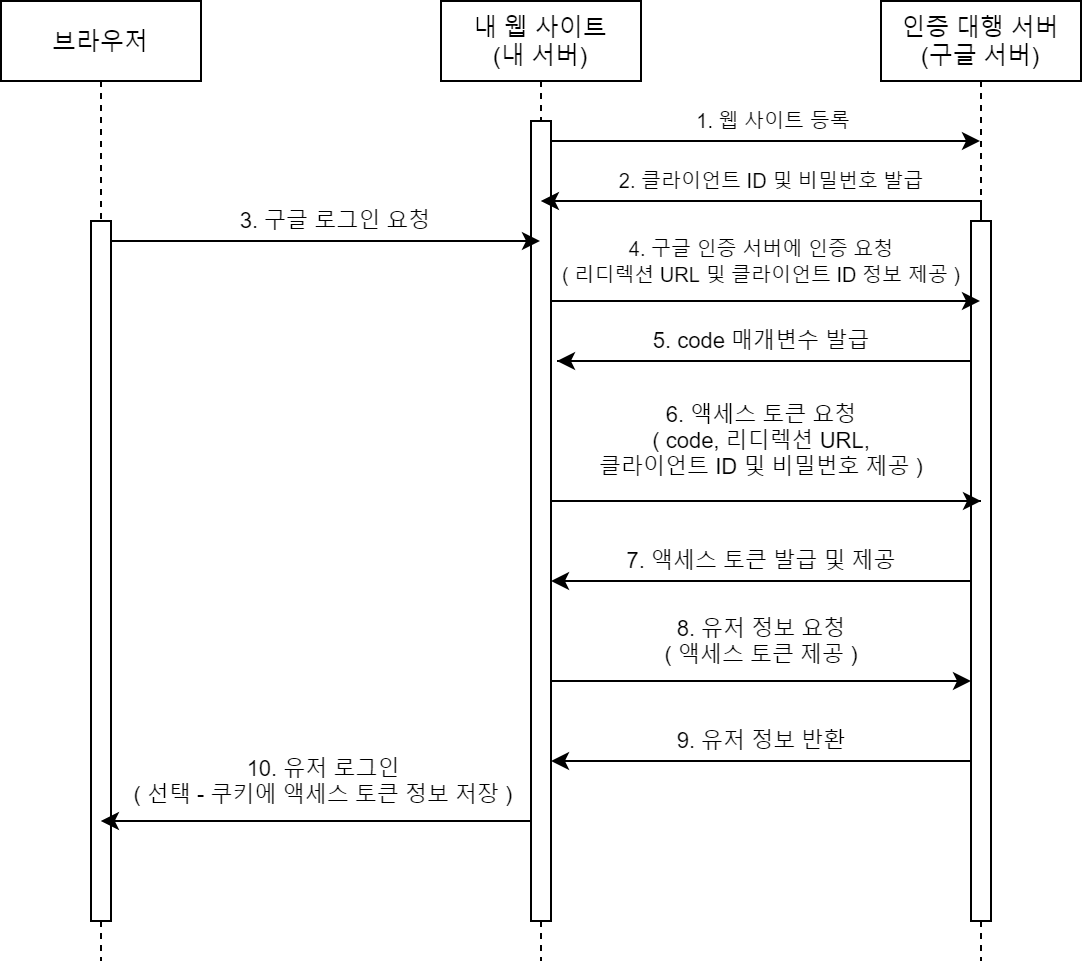 브라우저
내 웹 사이트
(내 서버)
인증 대행 서버
(구글 서버)
1. 웹 사이트 등록
2. 클라이언트 ID 및 비밀번호 발급
3. 구글 로그인 요청
4. 구글 인증 서버에 인증 요청
( 리디렉션 URL 및 클라이언트 ID 정보 제공 )
5. code 매개변수 발급
6. 액세스 토큰 요청
( code, 리디렉션 URL,
클라이언트 ID 및 비밀번호 제공 )
7. 액세스 토큰 발급 및 제공
8. 유저 정보 요청
( 액세스 토큰 제공 )
9. 유저 정보 반환
10. 유저 로그인
( 선택 - 쿠키에 액세스 토큰 정보 저장 )